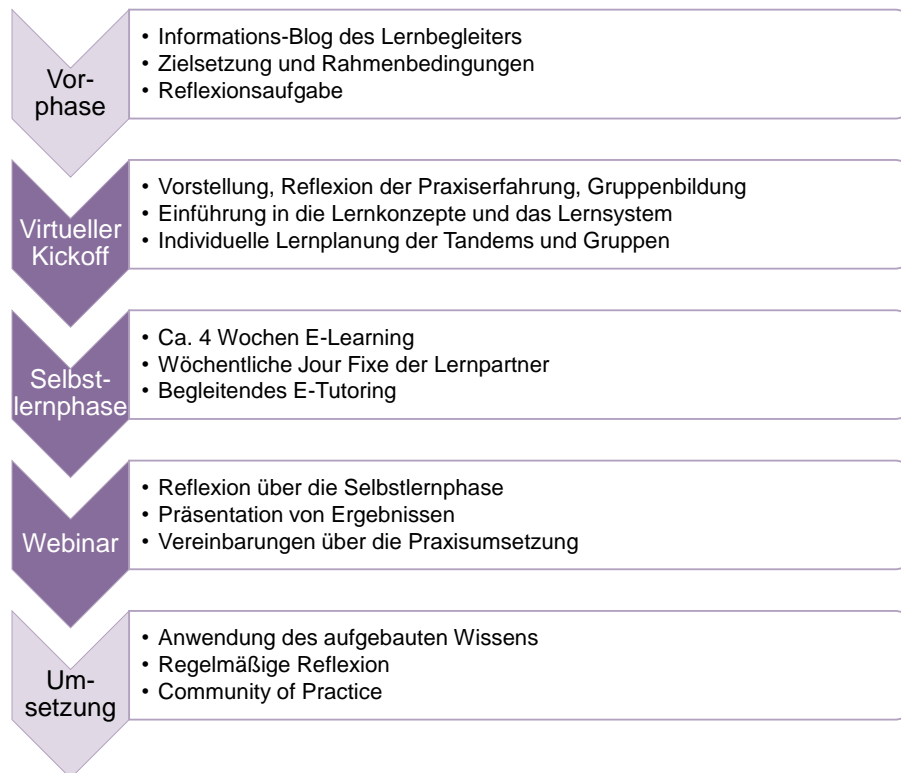 Vor-
phase
• Informations-Blog des Lernbegleiters
• Zielsetzung und Rahmenbedingungen
• Reflexionsaufgabe
Virtueller
Kickoff
• Vorstellung, Reflexion der Praxiserfahrung, Gruppenbildung
• Einführung in die Lernkonzepte und das Lernsystem
• Individuelle Lernplanung der Tandems und Gruppen
Selbst-
lernphase
• Ca. 4 Wochen E-Learning
• Wöchentliche Jour Fixe der Lernpartner
• Begleitendes E-Tutoring
Webinar
• Reflexion über die Selbstlernphase
• Präsentation von Ergebnissen
• Vereinbarungen über die Praxisumsetzung
Um-
setzung
• Anwendung des aufgebauten Wissens
• Regelmäßige Reflexion
• Community of Practice